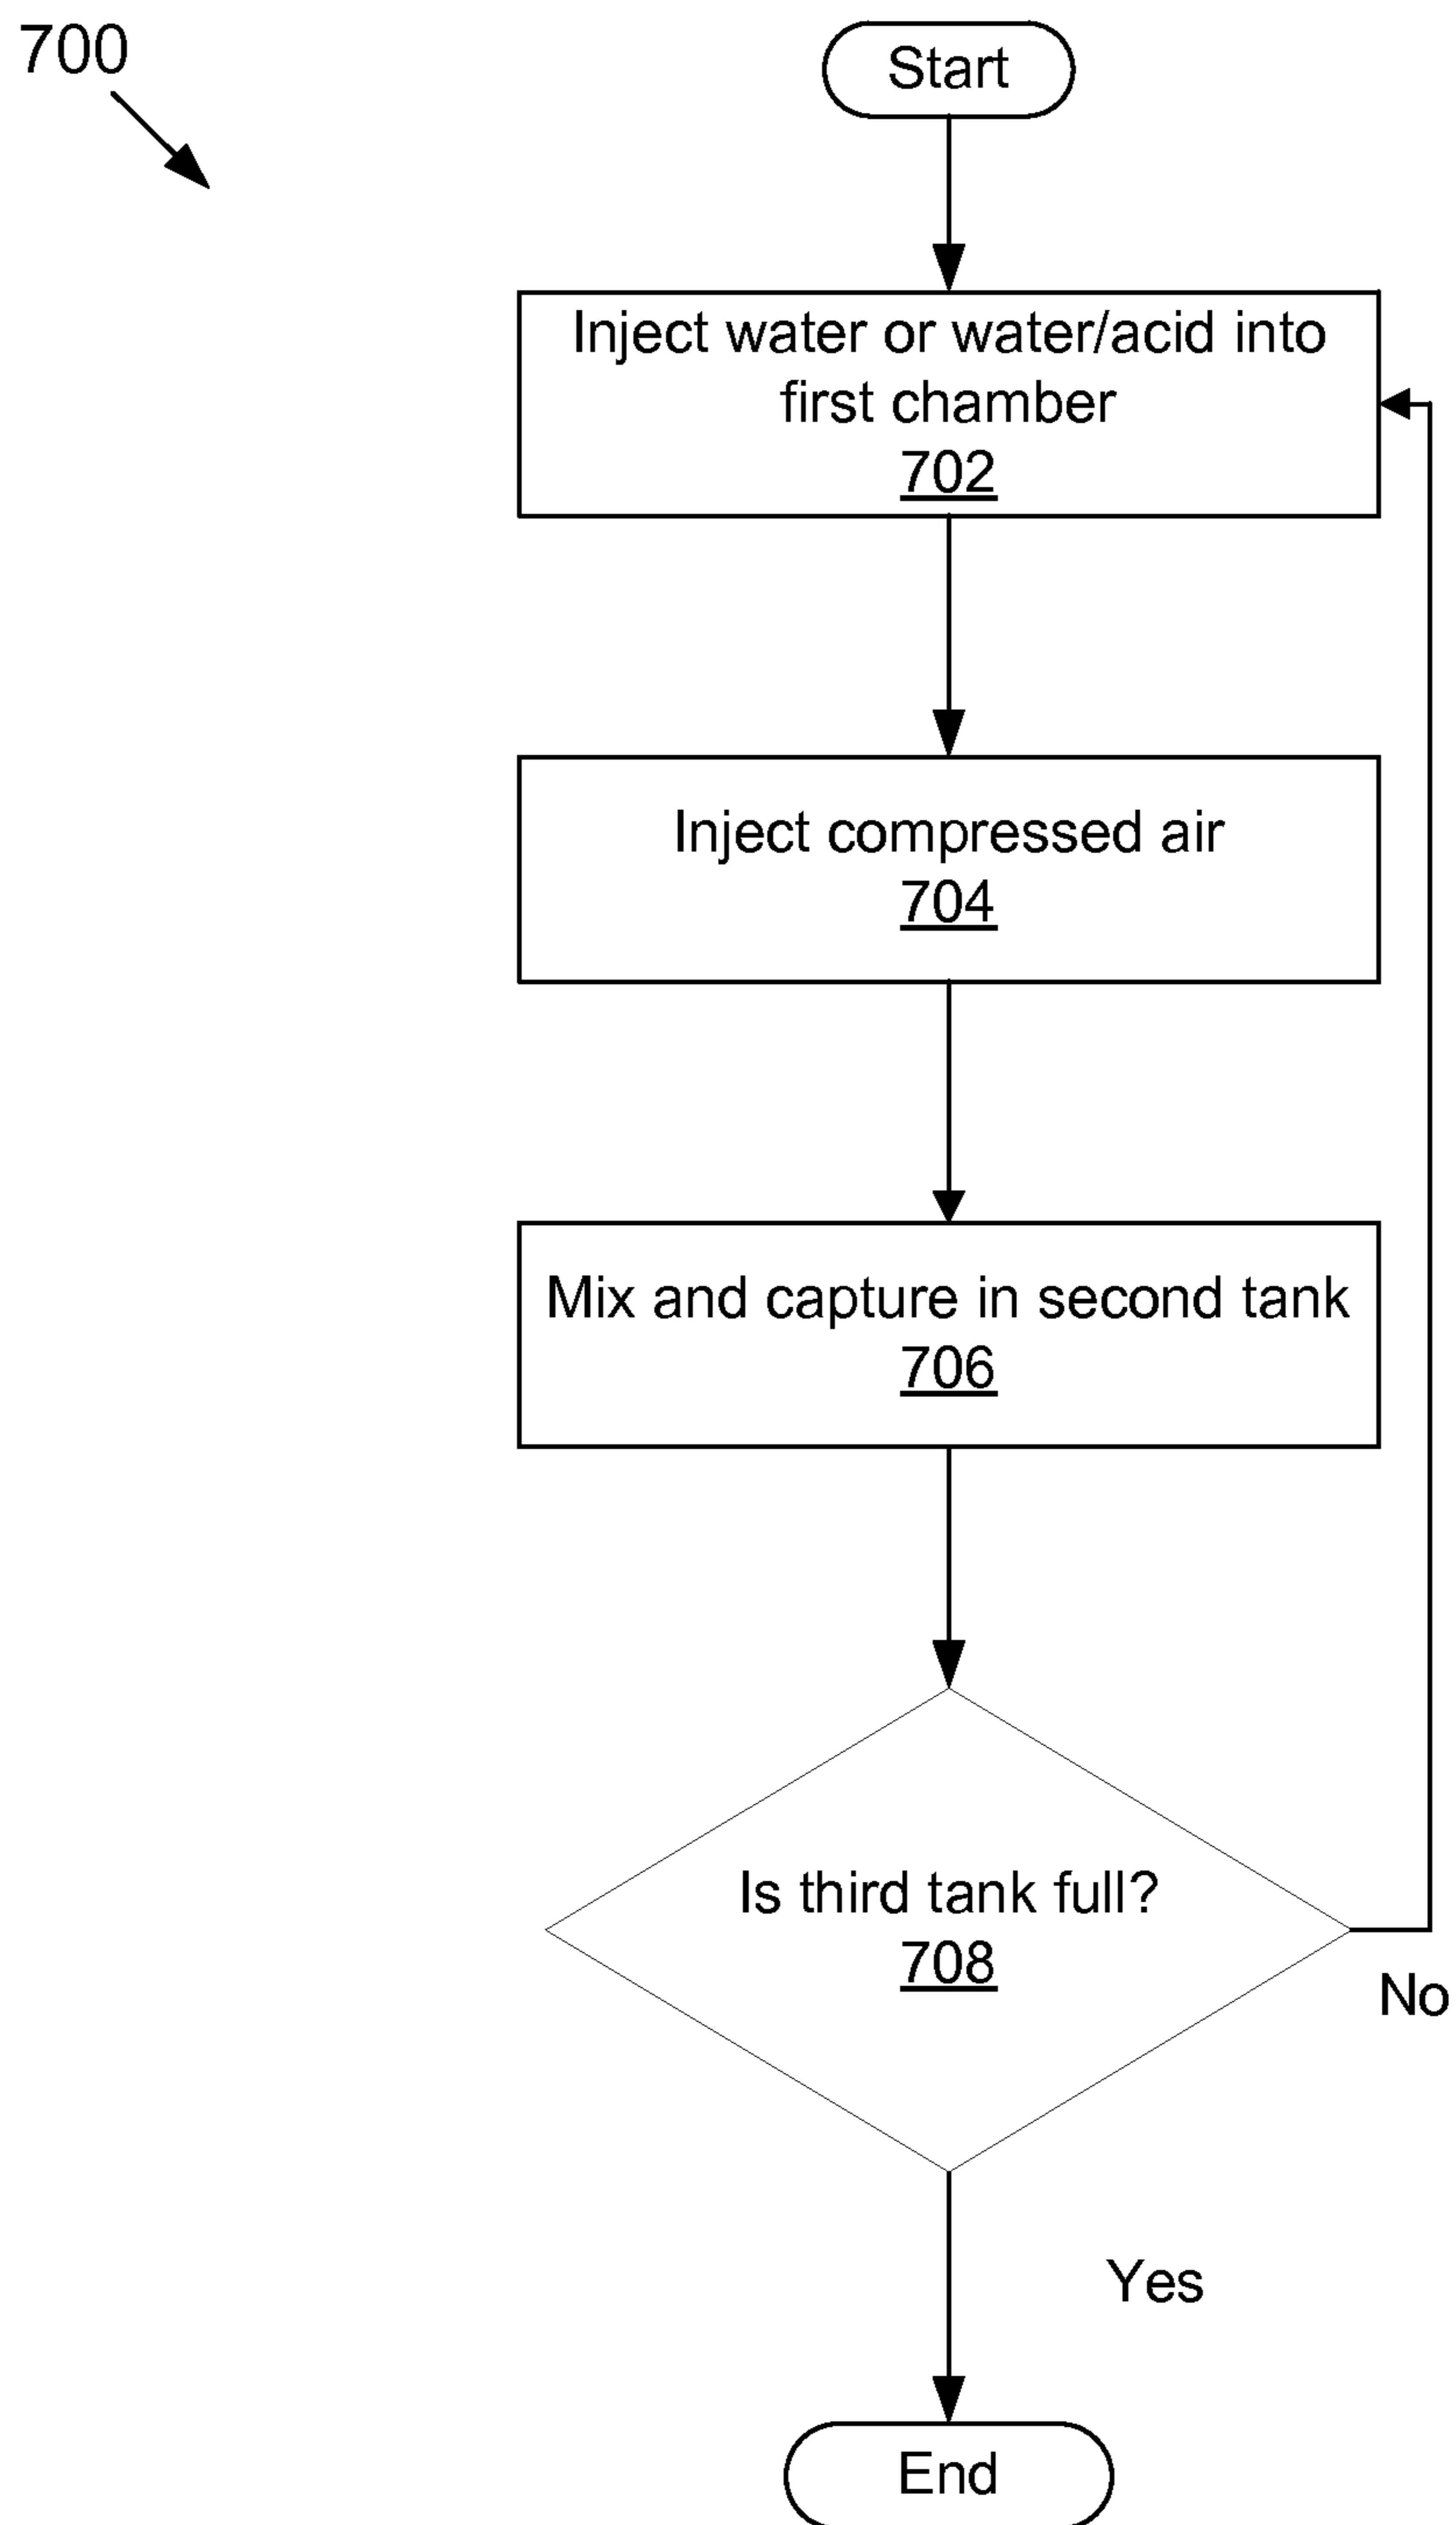 700
Start
Inject water or water/acid into
first chamber
702
Inject compressed air
704
Mix and capture in second tank
706
Is third tank full?
708
No
Yes
End